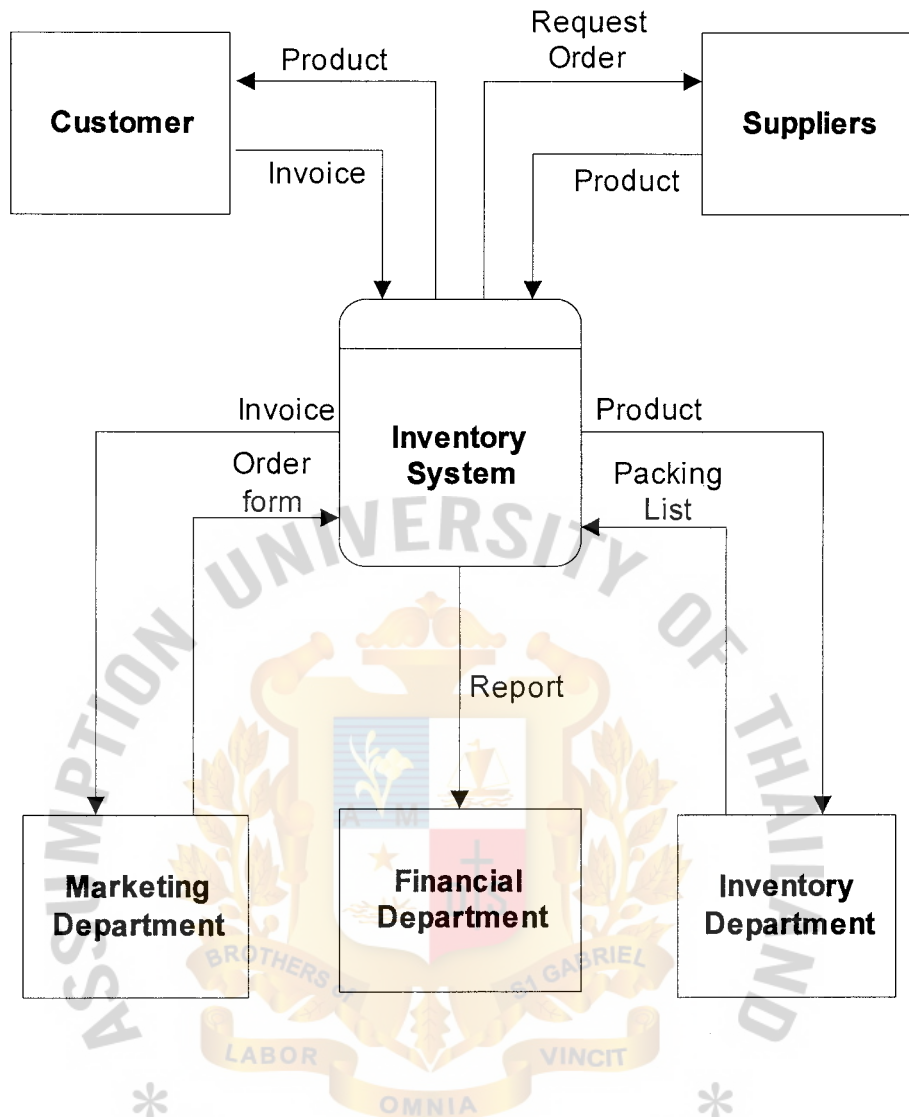 Request
Order
Product
Customer
Suppliers
Invoice
Product
Invoice
Product
Inventory
System
Order
form
Packing
List
ASSUMPTION UNIVERSITY OF THAILAND
Report
A M
Marketing
Department
Financial
Department
Inventory
Department
BROTHERS of
GABRIEL
LABOR
VINCIT
OMNIA
*
*